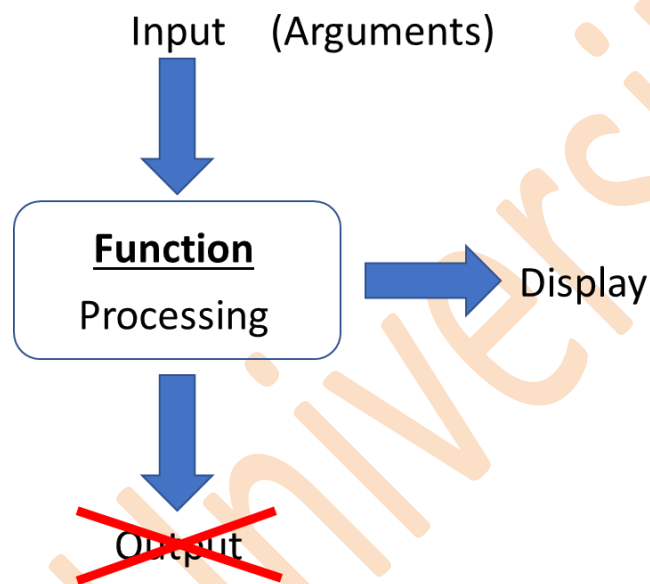 Input (Arguments)
Function
Processing
Display
Output